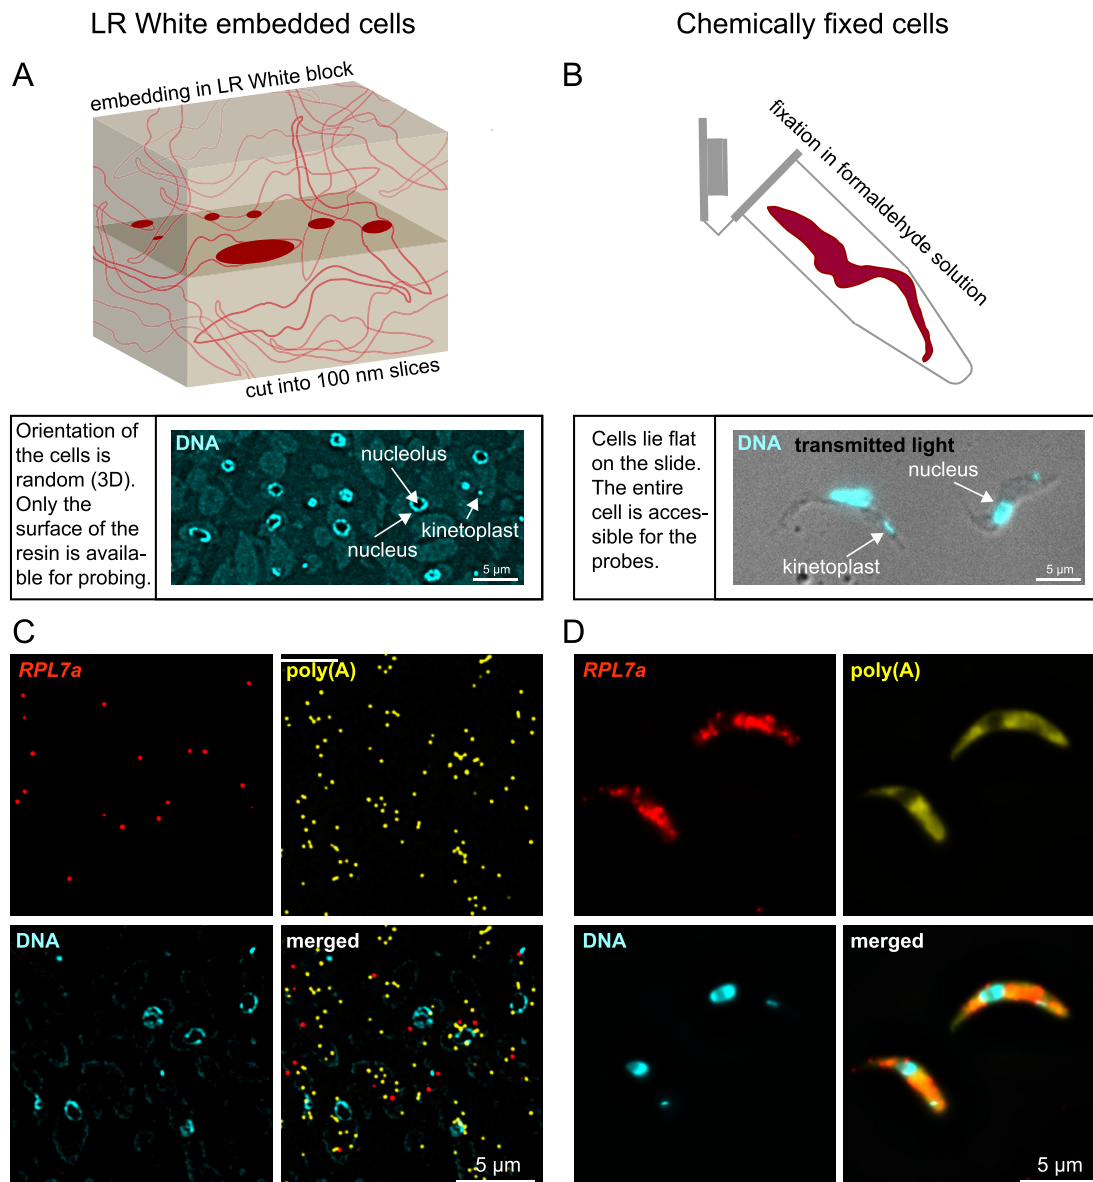 LR White embedded cells
Chemically fixed cells
A
embedding in LR White block
cut into 100 nm slices
B
fixation in formaldehyde solution
Orientation of
the cells is
random (3D).
Only the
surface of the
resin is availa-
ble for probing.
DNA
nucleolus
nucleus
kinetoplast
5 µm
Cells lie flat
on the slide.
The entire
cell is acces-
sible for the
probes.
DNA transmitted light
nucleus
kinetoplast
5 µm
C
RPL7a
poly(A)
DNA
merged
5 µm
D
RPL7a
poly(A)
DNA
merged
5 µm